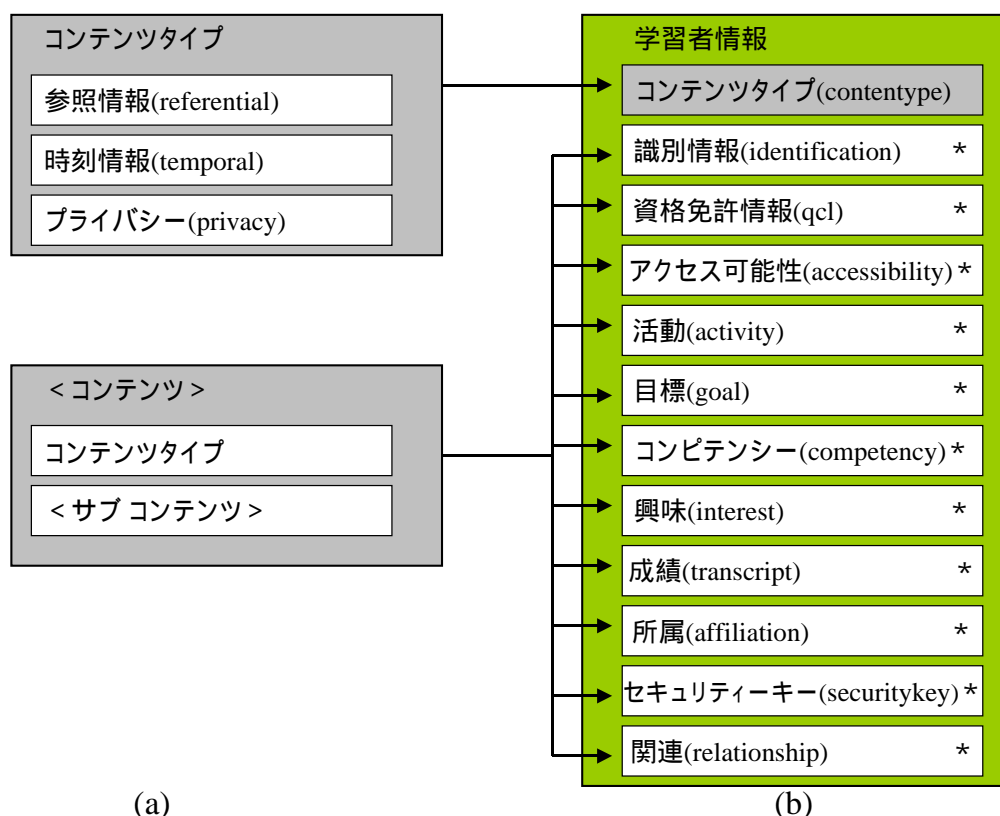 コンテンツタイプ
参照情報(referential)
時刻情報(temporal)
プライバシー(privacy)
<コンテンツ>
コンテンツタイプ
<サブ コンテンツ>
(a)
学習者情報
コンテンツタイプ(contentype)
識別情報(identification) *
資格免許情報(qcl) *
アクセス可能性(accessibility) *
活動(activity) *
目標(goal) *
コンピテンシー(competency) *
興味(interest) *
成績(transcript) *
所属(affiliation) *
セキュリティーキー(securitykey) *
関連(relationship) *
(b)